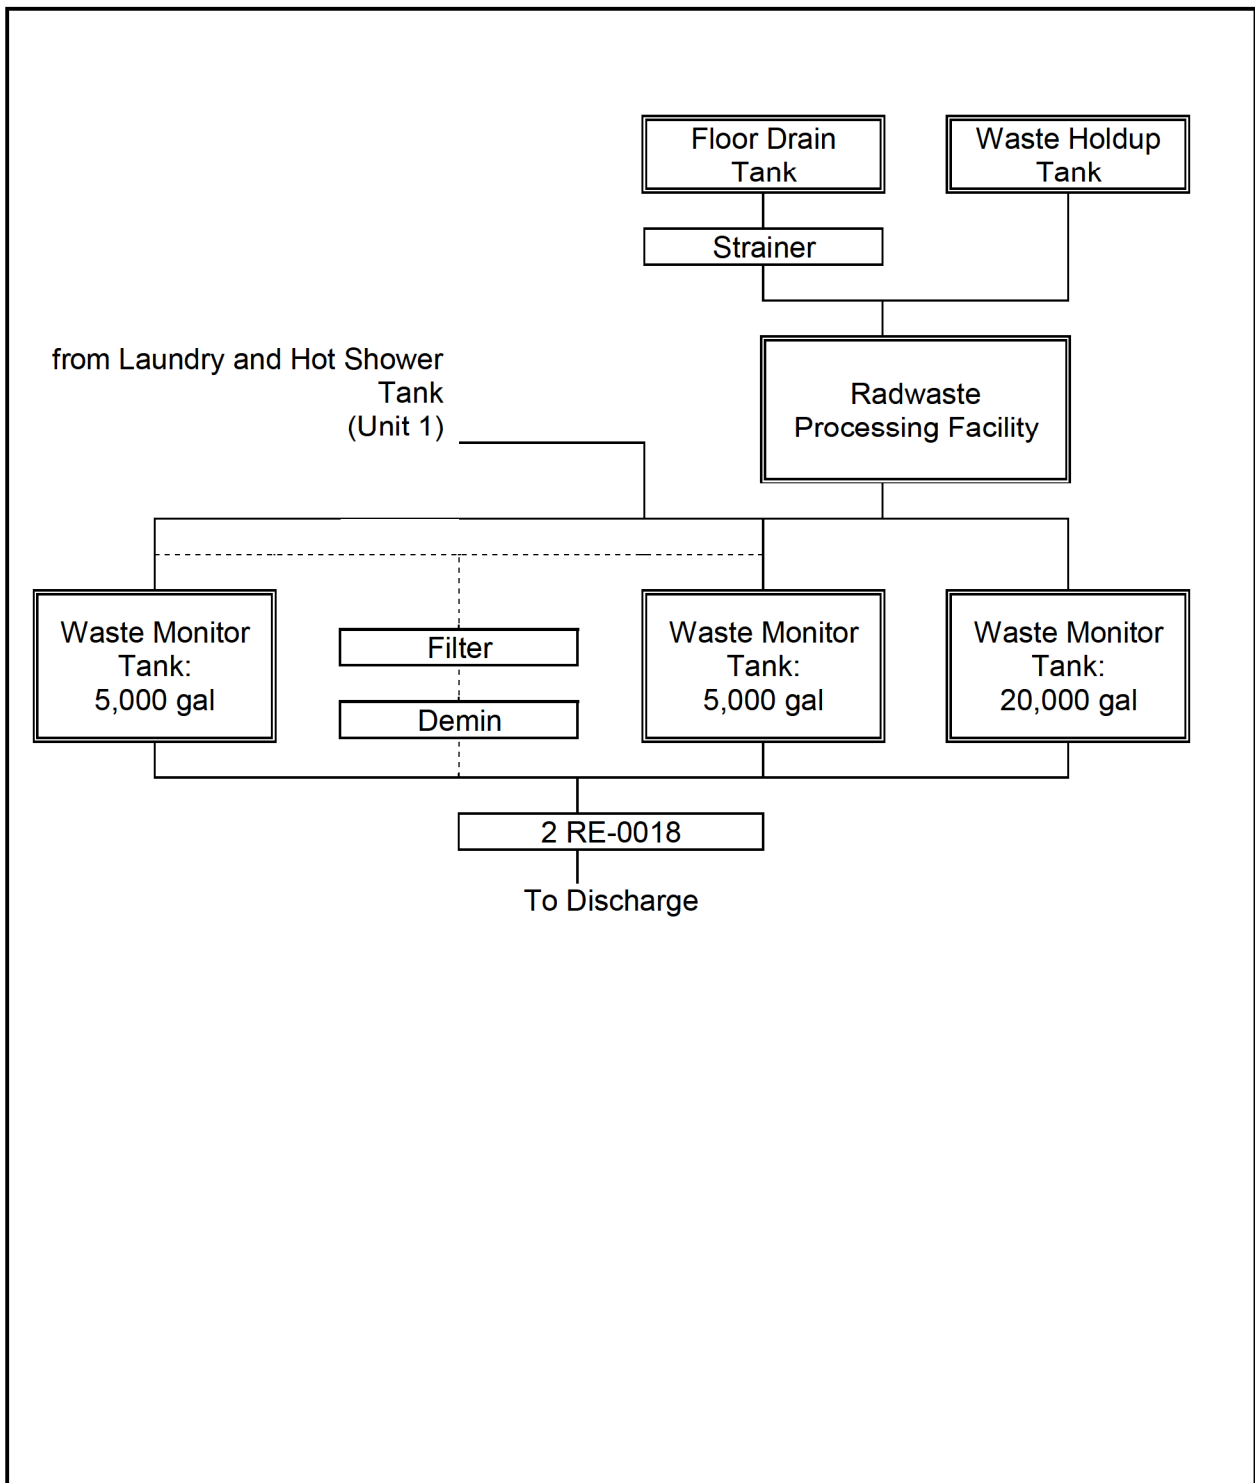 Floor Drain
Tank
Waste Holdup
Tank
Strainer
from Laundry and Hot Shower
Tank
(Unit 1)
Radwaste
Processing Facility
Waste Monitor
Tank:
5,000 gal
Filter
Demin
Waste Monitor
Tank:
5,000 gal
Waste Monitor
Tank:
20,000 gal
2 RE-0018
To Discharge